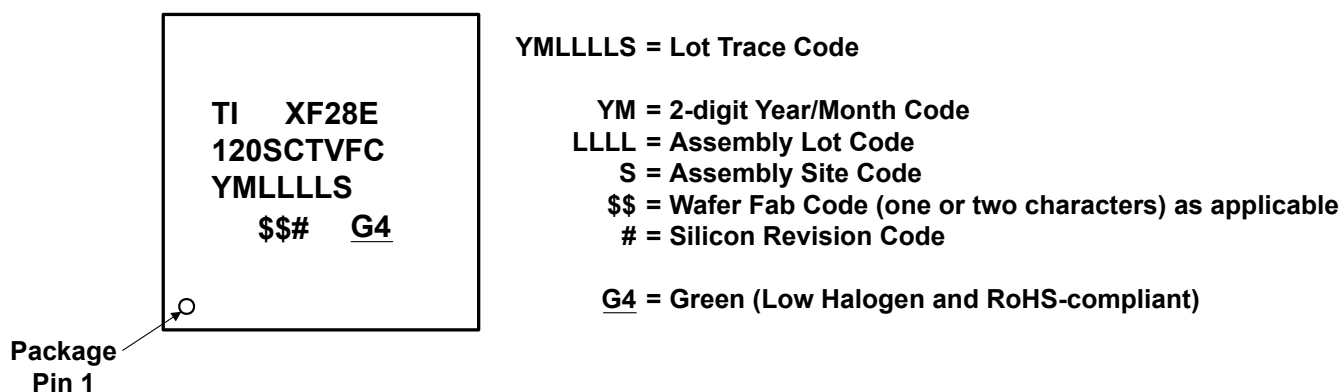 TI XF28E
120SCTVFC
YMLLLLS
$$# G4
Package
Pin 1
YMLLLLS = Lot Trace Code
YM = 2-digit Year/Month Code
LLLL = Assembly Lot Code
S = Assembly Site Code
$$ = Wafer Fab Code (one or two characters) as applicable
# = Silicon Revision Code
G4 = Green (Low Halogen and RoHS-compliant)